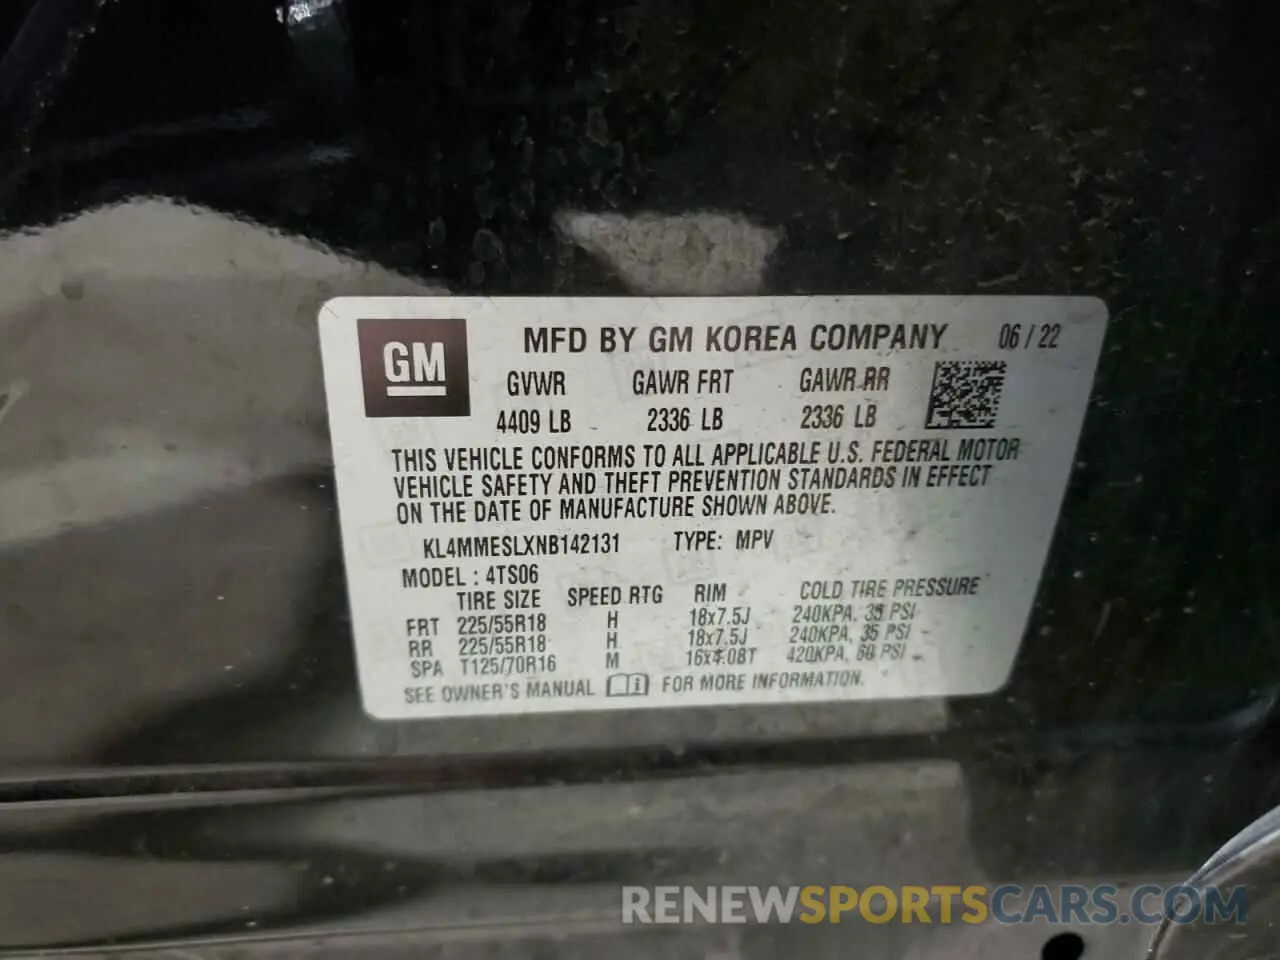 GM
MFD BY GM KOREA COMPANY 06 / 22
GVWR GAWR FRT GAWR RR
4409 LB 2336 LB 2336 LB
THIS VEHICLE CONFORMS TO ALL APPLICABLE U.S. FEDERAL MOTOR
VEHICLE SAFETY AND THEFT PREVENTION STANDARDS IN EFFECT
ON THE DATE OF MANUFACTURE SHOWN ABOVE.
KL4MMESLXNB142131 TYPE: MPV
MODEL : 4TS06
TIRE SIZE SPEED RTG RIM COLD TIRE PRESSURE
FRT 225/55R18 H 18x7.5J 240KPA, 35 PSI
RR 225/55R18 H 18x7.5J 240KPA, 35 PSI
SPA T125/70R16 M 16x4.0BT 420KPA, 60 PSI
SEE OWNER'S MANUAL i FOR MORE INFORMATION.
RENEWSPORTSCARS.COM